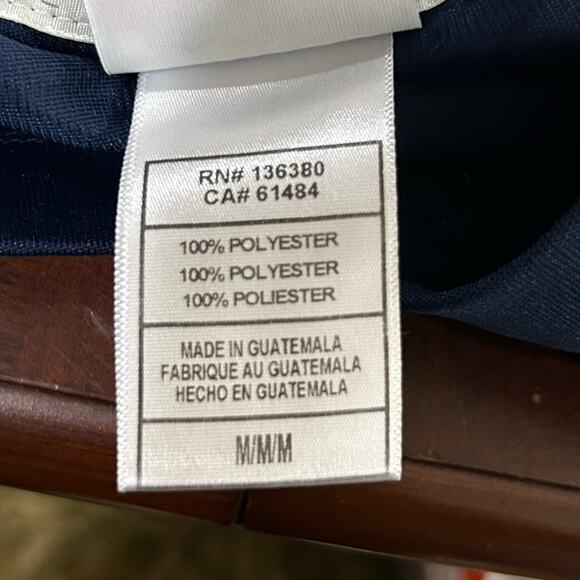 RN# 136380
CA# 61484
100% POLYESTER
100% POLYESTER
100% POLIESTER
MADE IN GUATEMALA
FABRIQUE AU GUATEMALA
HECHO EN GUATEMALA
M/M/M